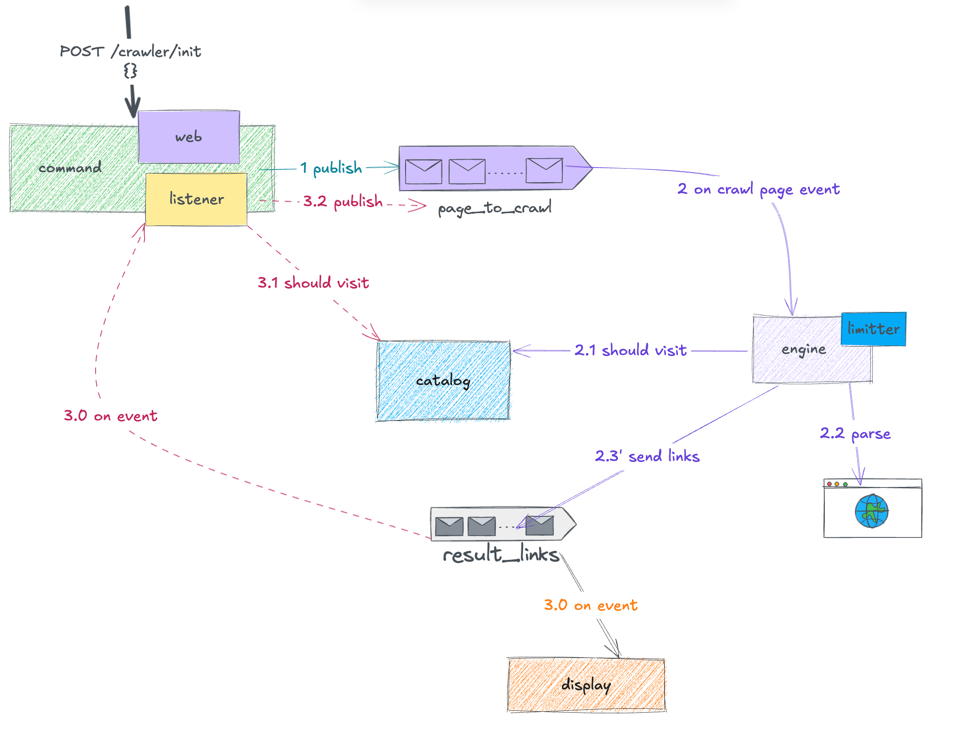 POST /crawler/init
{}
web
command
listener
1 publish
3.2 publish
page_to_crawl
2 on crawl page event
3.1 should visit
limitter
engine
2.1 should visit
catalog
3.0 on event
2.2 parse
2.3' send links
result_links
3.0 on event
display